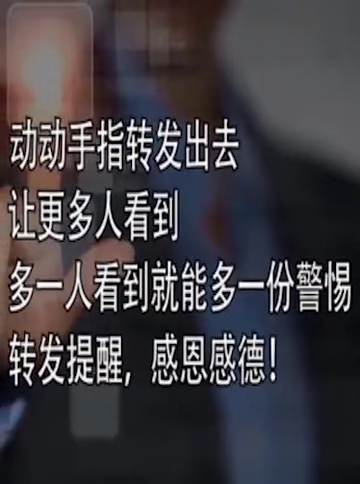 动动手指转发出去
让更多人看到
多一人看到就能多一份警惕
转发提醒，感恩感德！